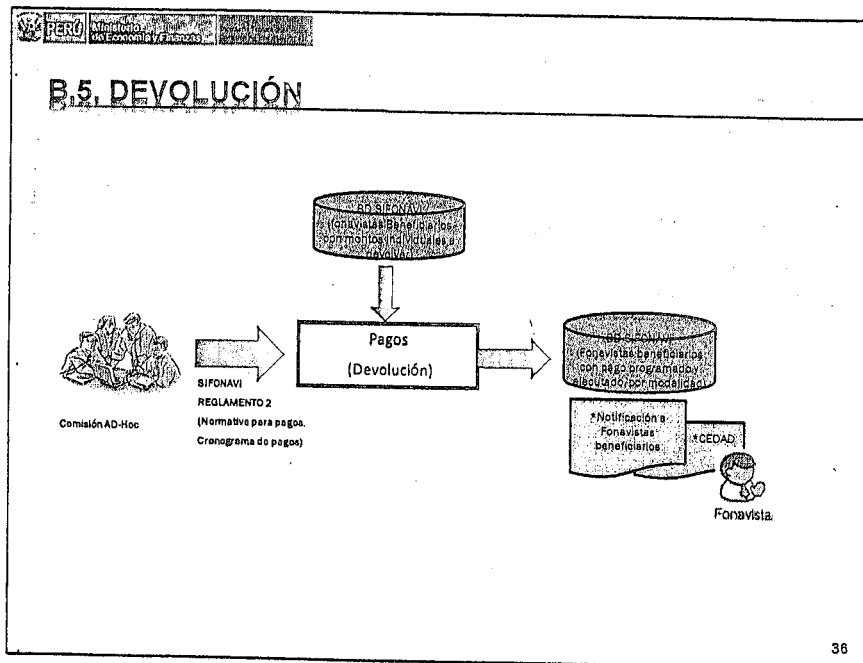 PERÚ
Ministerio
de Economía y Finanzas
B.5. DEVOLUCIÓN
BD SIFONAVI
(Fonavistas Beneficiarios
con montos individuales a
devolver)
Pagos
(Devolución)
Comisión AD-Hoc
SIFONAVI
REGLAMENTO 2
(Normativo para pagos,
Cronograma de pagos)
BD SIFONAVI
(Fonavistas beneficiarios
con pago programado y
ejecutado, por modalidad)
*Notificación a
Fonavistas
beneficiarios
*CEDAD
Fonavista
36